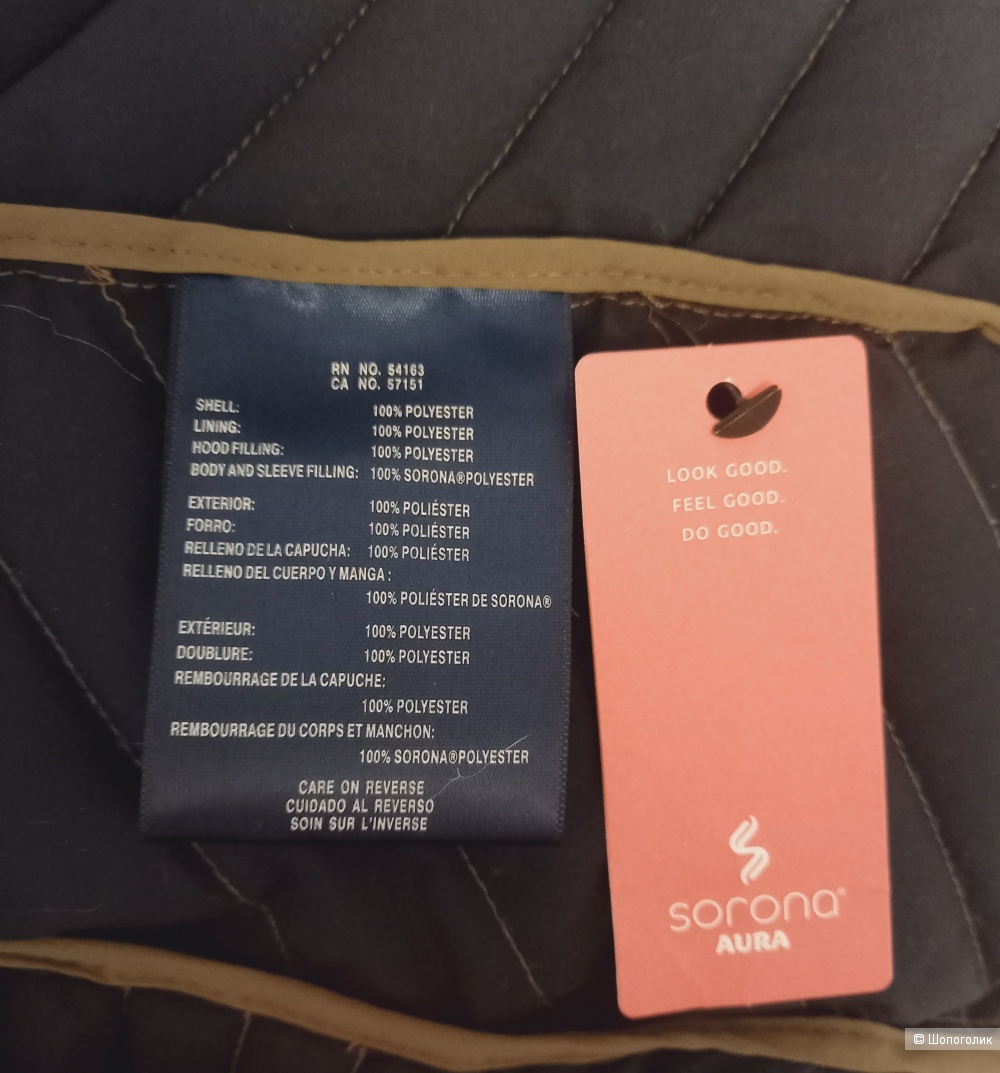 RN NO. 54163
CA NO. 57151
SHELL: 100% POLYESTER
LINING: 100% POLYESTER
HOOD FILLING: 100% POLYESTER
BODY AND SLEEVE FILLING: 100% SORONA®POLYESTER
EXTERIOR: 100% POLIÉSTER
FORRO: 100% POLIÉSTER
RELLENO DE LA CAPUCHA: 100% POLIÉSTER
RELLENO DEL CUERPO Y MANGA :
100% POLIÉSTER DE SORONA®
EXTÉRIEUR: 100% POLYESTER
DOUBLURE: 100% POLYESTER
REMBOURRAGE DE LA CAPUCHE:
100% POLYESTER
REMBOURRAGE DU CORPS ET MANCHON:
100% SORONA®POLYESTER
CARE ON REVERSE
CUIDADO AL REVERSO
SOIN SUR L'INVERSE
LOOK GOOD.
FEEL GOOD.
DO GOOD.
sorona®
AURA
© Шопоголик